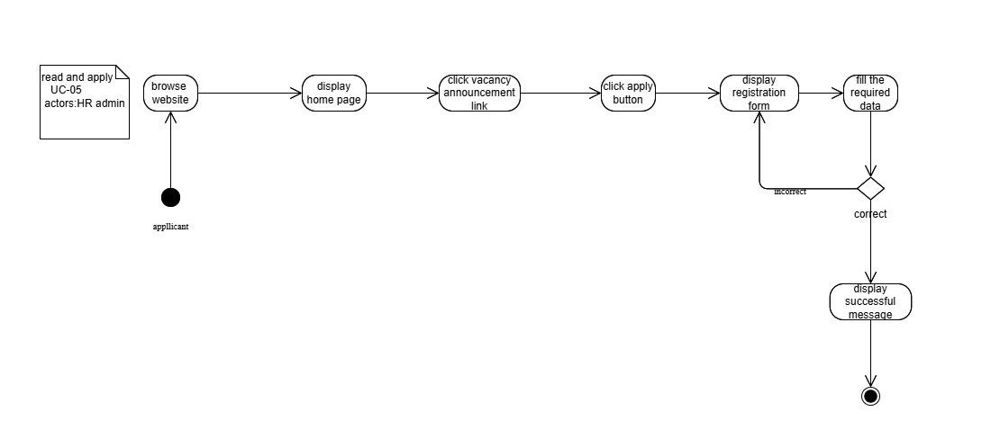 read and apply
UC-05
actors:HR admin
browse
website
display
home page
click vacancy
announcement
link
click apply
button
display
registration
form
fill the
required
data
incorrect
correct
appllicant
display
successful
message